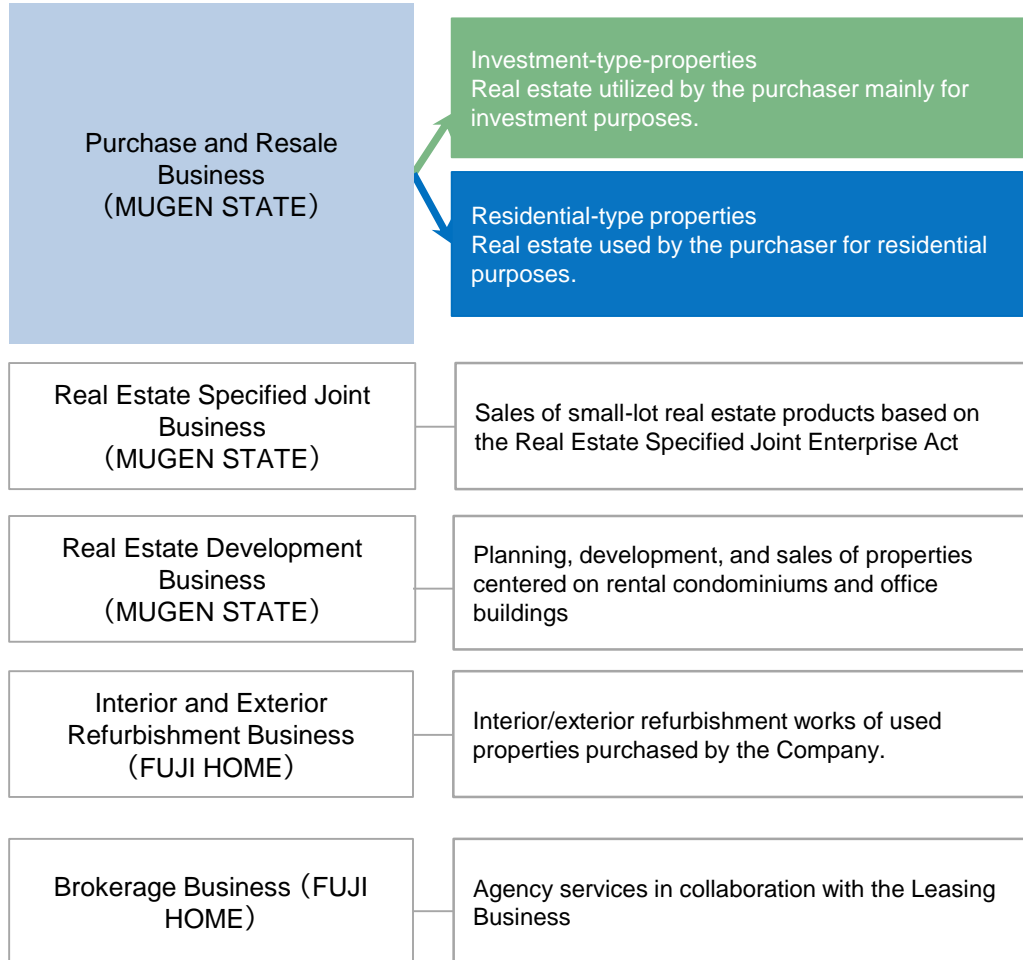 Purchase and Resale
Business
（MUGEN STATE）
Investment-type-properties
Real estate utilized by the purchaser mainly for
investment purposes.
Residential-type properties
Real estate used by the purchaser for residential
purposes.
Real Estate Specified Joint
Business
（MUGEN STATE）
Sales of small-lot real estate products based on
the Real Estate Specified Joint Enterprise Act
Real Estate Development
Business
（MUGEN STATE）
Planning, development, and sales of properties
centered on rental condominiums and office
buildings
Interior and Exterior
Refurbishment Business
（FUJI HOME）
Interior/exterior refurbishment works of used
properties purchased by the Company.
Brokerage Business（FUJI
HOME）
Agency services in collaboration with the Leasing
Business